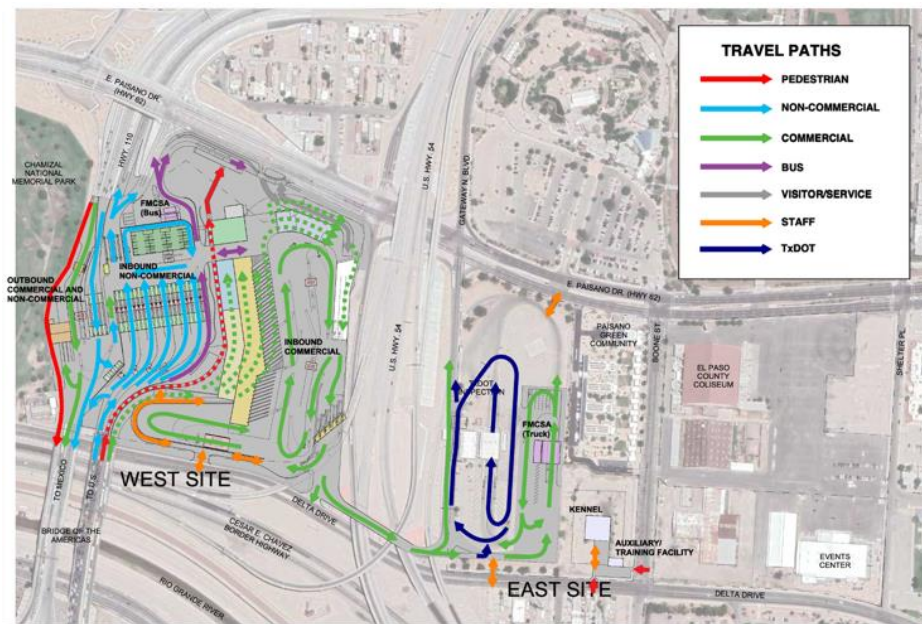 TRAVEL PATHS
PEDESTRIAN
NON-COMMERCIAL
COMMERCIAL
BUS
VISITOR/SERVICE
STAFF
TxDOT
E. PAISANO DR.
(HWY 62)
HWY. 110
CHAMIZAL
NATIONAL
MEMORIAL PARK
FMCSA
(Bus)
U.S. HWY. 54
GATEWAY N. BLVD.
OUTBOUND
COMMERCIAL AND
NON-COMMERCIAL
INBOUND
NON-COMMERCIAL
INBOUND
COMMERCIAL
U.S. HWY. 54
E. PAISANO DR. (HWY 62)
PAISANO
GREEN
COMMUNITY
BOONE ST.
EL PASO
COUNTY
COLISEUM
SHELTER PL.
TxDOT
INSPECTION
FMCSA
(Truck)
WEST SITE
TO MEXICO
TO U.S.
BRIDGE OF THE
AMERICAS
CESAR E. CHAVEZ
BORDER HIGHWAY
DELTA DRIVE
RIO GRANDE RIVER
KENNEL
AUXILIARY/
TRAINING FACILITY
EVENTS
CENTER
EAST SITE
DELTA DRIVE